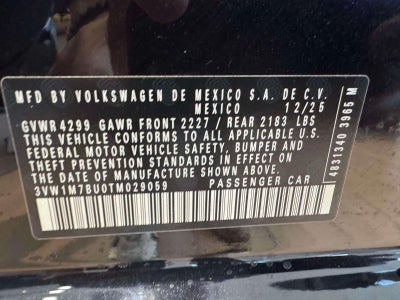 MFD BY VOLKSWAGEN DE MEXICO S.A. DE C.V.
MEXICO 12/25
GVWR 4299 GAWR FRONT 2227 / REAR 2183 LBS
THIS VEHICLE CONFORMS TO ALL APPLICABLE U.S.
FEDERAL MOTOR VEHICLE SAFETY, BUMPER AND
THEFT PREVENTION STANDARDS IN EFFECT ON
THE DATE OF MANUFACTURE SHOWN ABOVE.
3VW1M7BU0TM029059 PASSENGER CAR
4831340 3965 M